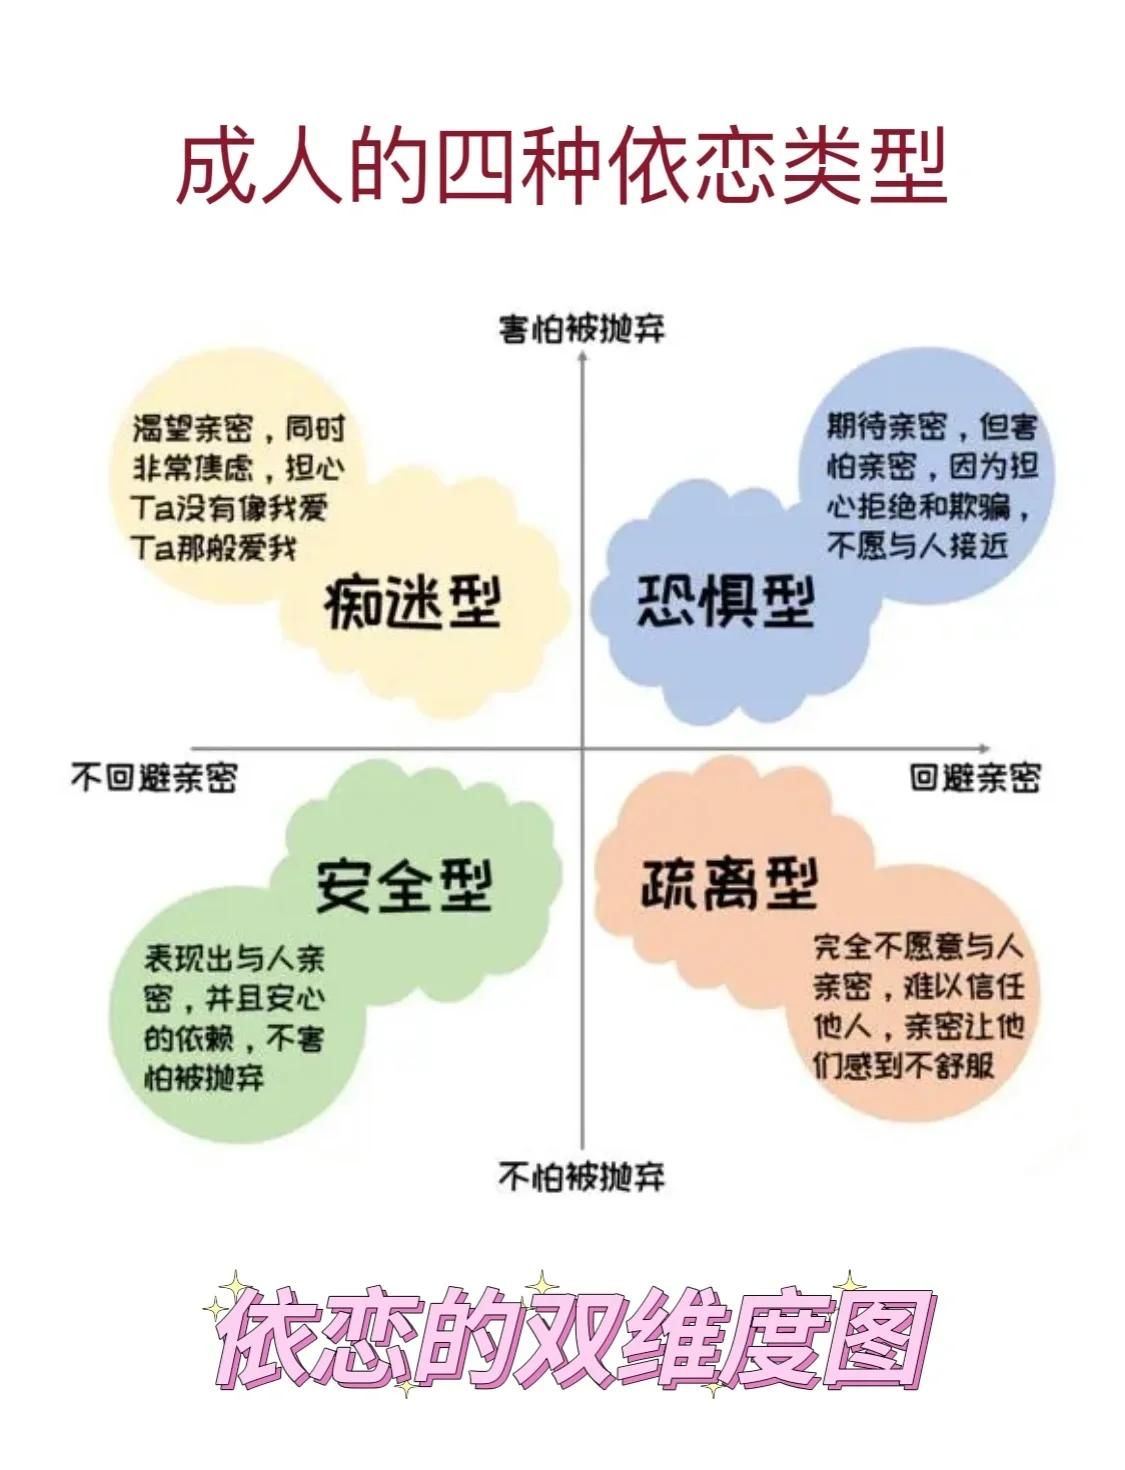 成人的四种依恋类型
害怕被抛弃
渴望亲密，同时
非常焦虑，担心
Ta没有像我爱
Ta那般爱我
痴迷型
期待亲密，但害
怕亲密，因为担
心拒绝和欺骗，
不愿与人接近
恐惧型
不回避亲密
回避亲密
安全型
表现出与人亲
密，并且安心
的依赖，不害
怕被抛弃
疏离型
完全不愿意与人
亲密，难以信任
他人，亲密让他
们感到不舒服
不怕被抛弃
依恋的双维度图